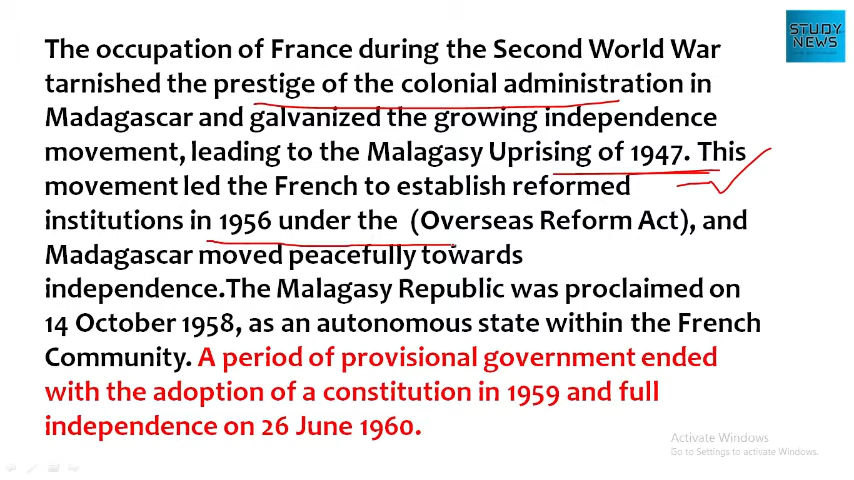 STUDY
NEWS
The occupation of France during the Second World War
tarnished the prestige of the colonial administration in
Madagascar and galvanized the growing independence
movement, leading to the Malagasy Uprising of 1947. This
movement led the French to establish reformed
institutions in 1956 under the (Overseas Reform Act), and
Madagascar moved peacefully towards
independence.The Malagasy Republic was proclaimed on
14 October 1958, as an autonomous state within the French
Community. A period of provisional government ended
with the adoption of a constitution in 1959 and full
independence on 26 June 1960.
Activate Windows
Go to Settings to activate Windows.